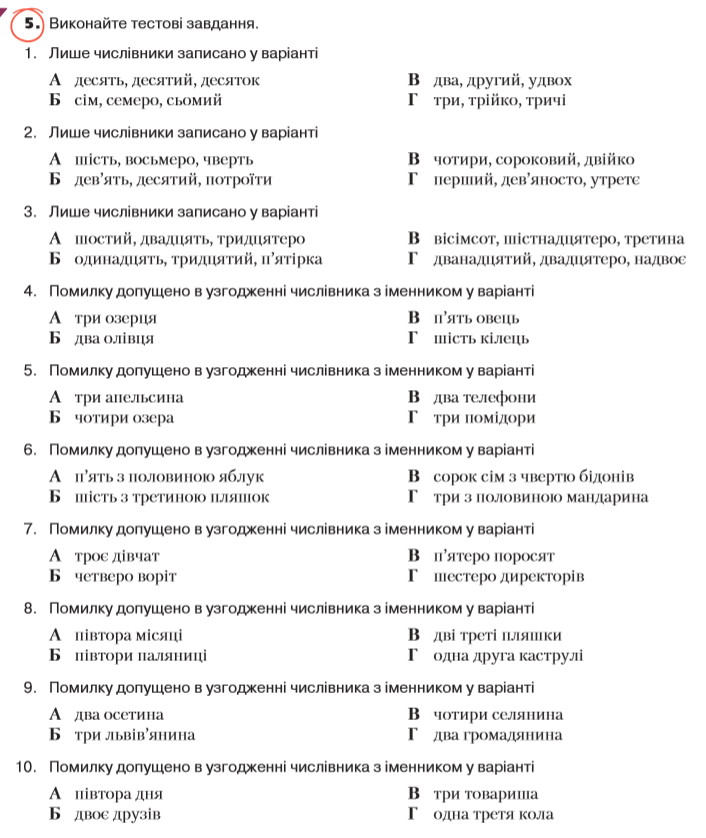 5. Виконайте тестові завдання.
1. Лише числівники записано у варіанті
А десять, десятий, десяток В два, другий, удвох
Б сім, семеро, сьомий Г три, трійко, тричі
2. Лише числівники записано у варіанті
А шість, восьмеро, чверть В чотири, сороковий, двійко
Б дев’ять, десятий, потроїти Г перший, дев’яносто, утретє
3. Лише числівники записано у варіанті
А шостий, двадцять, тридцятеро В вісімсот, шістнадцятеро, третина
Б одинадцять, тридцятий, п’ятірка Г дванадцятий, двадцятеро, надвоє
4. Помилку допущено в узгодженні числівника з іменником у варіанті
А три озерця В п’ять овець
Б два олівця Г шість кілець
5. Помилку допущено в узгодженні числівника з іменником у варіанті
А три апельсина В два телефони
Б чотири озера Г три помідори
6. Помилку допущено в узгодженні числівника з іменником у варіанті
А п’ять з половиною яблук В сорок сім з чвертю бідонів
Б шість з третиною пляшок Г три з половиною мандарина
7. Помилку допущено в узгодженні числівника з іменником у варіанті
А троє дівчат В п’ятеро поросят
Б четверо воріт Г шестеро директорів
8. Помилку допущено в узгодженні числівника з іменником у варіанті
А півтора місяці В дві треті пляшки
Б півтори паляниці Г одна друга каструлі
9. Помилку допущено в узгодженні числівника з іменником у варіанті
А два осетина В чотири селянина
Б три львів’янина Г два громадянина
10. Помилку допущено в узгодженні числівника з іменником у варіанті
А півтора дня В три товариша
Б двоє друзів Г одна третя кола